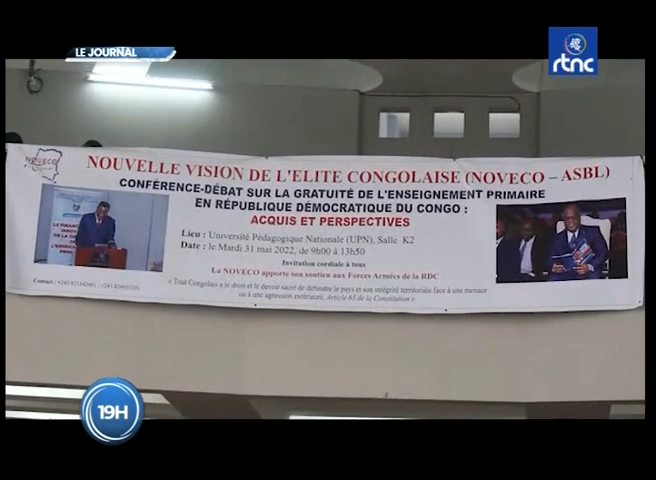 LE JOURNAL
rtnc
NOVECO
NOUVELLE VISION DE L'ELITE CONGOLAISE (NOVECO – ASBL)
CONFÉRENCE-DÉBAT SUR LA GRATUITÉ DE L'ENSEIGNEMENT PRIMAIRE
EN RÉPUBLIQUE DÉMOCRATIQUE DU CONGO :
ACQUIS ET PERSPECTIVES
Lieu : Université Pédagogique Nationale (UPN), Salle K2
Date : le Mardi 31 mai 2022, de 9h00 à 13h50
Invitation cordiale à tous
La NOVECO apporte son soutien aux Forces Armées de la RDC
« Tout Congolais a le droit et le devoir sacré de défendre le pays et son intégrité territoriale face à une menace
ou à une agression extérieure, Article 63 de la Constitution »
Contact :
19H